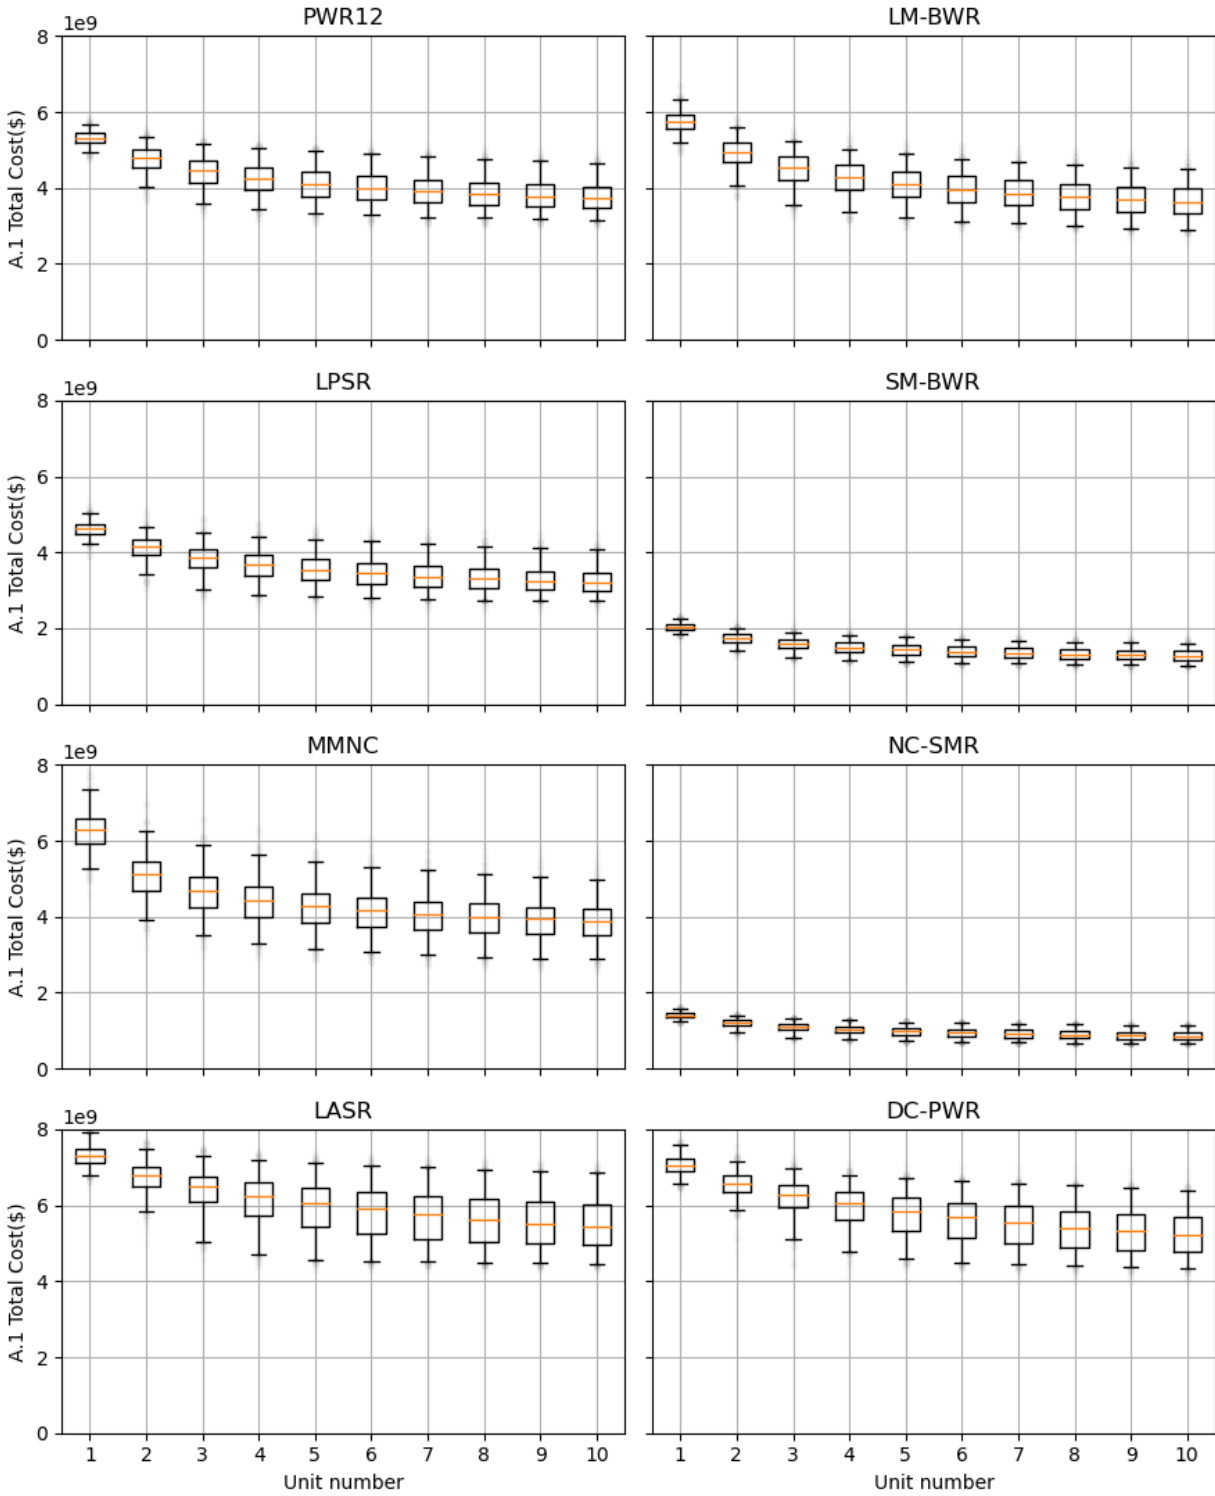 PWR12
LM-BWR
1e9
A.1 Total Cost($)
8
6
4
2
0
LPSR
SM-BWR
1e9
A.1 Total Cost($)
8
6
4
2
0
MMNC
NC-SMR
1e9
A.1 Total Cost($)
8
6
4
2
0
LASR
DC-PWR
1e9
A.1 Total Cost($)
8
6
4
2
0
1 2 3 4 5 6 7 8 9 10
1 2 3 4 5 6 7 8 9 10
Unit number
Unit number